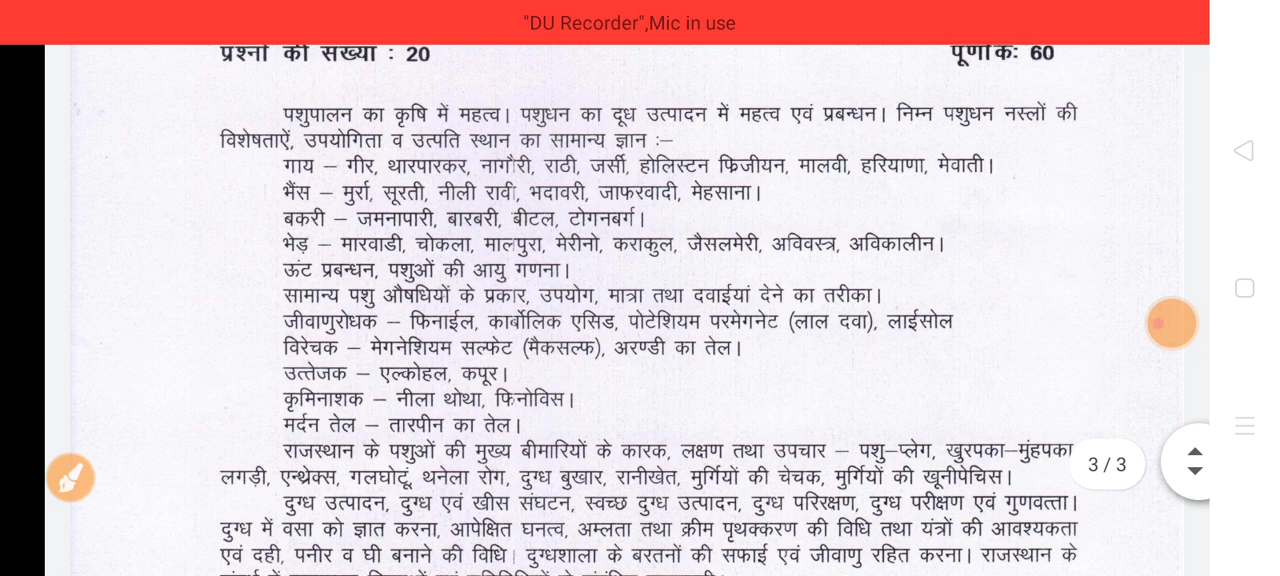 "DU Recorder",Mic in use
प्रश्नों की संख्या : 20 पूर्णांकः 60
पशुपालन का कृषि में महत्व। पशुधन का दूध उत्पादन में महत्व एवं प्रबन्धन। निम्न पशुधन नस्लों की
विशेषताऐं, उपयोगिता व उत्पति स्थान का सामान्य ज्ञान :–
गाय – गीर, थारपारकर, नागौरी, राठी, जर्सी, होलिस्टन फ्रिजीयन, मालवी, हरियाणा, मेवाती।
भैंस – मुर्रा, सूरती, नीली रावी, भदावरी, जाफरवादी, मेहसाना।
बकरी – जमनापारी, बारबरी, बीटल, टोगनबर्ग।
भेड़ – मारवाडी, चोकला, मालपुरा, मेरीनो, कराकुल, जैसलमेरी, अविवस्त्र, अविकालीन।
ऊंट प्रबन्धन, पशुओं की आयु गणना।
सामान्य पशु औषधियों के प्रकार, उपयोग, मात्रा तथा दवाईयां देने का तरीका।
जीवाणुरोधक – फिनाईल, कार्बोलिक एसिड, पोटेशियम परमेगनेट (लाल दवा), लाईसोल
विरेचक – मेगनेशियम सल्फेट (मैकसल्फ), अरण्डी का तेल।
उत्तेजक – एल्कोहल, कपूर।
कृमिनाशक – नीला थोथा, फिनोविस।
मर्दन तेल – तारपीन का तेल।
राजस्थान के पशुओं की मुख्य बीमारियों के कारक, लक्षण तथा उपचार – पशु–प्लेग, खुरपका–मुंहपका
लगड़ी, एन्थ्रेक्स, गलघोटूं, थनेला रोग, दुग्ध बुखार, रानीखेत, मुर्गियों की चेचक, मुर्गियों की खूनीपेचिस।
दुग्ध उत्पादन, दुग्ध एवं खीस संघटन, स्वच्छ दुग्ध उत्पादन, दुग्ध परिरक्षण, दुग्ध परीक्षण एवं गुणवत्ता।
दुग्ध में वसा को ज्ञात करना, आपेक्षित घनत्व, अम्लता तथा क्रीम पृथक्करण की विधि तथा यंत्रों की आवश्यकता
एवं दही, पनीर व घी बनाने की विधि। दुग्धशाला के बरतनों की सफाई एवं जीवाणु रहित करना। राजस्थान के
3 / 3